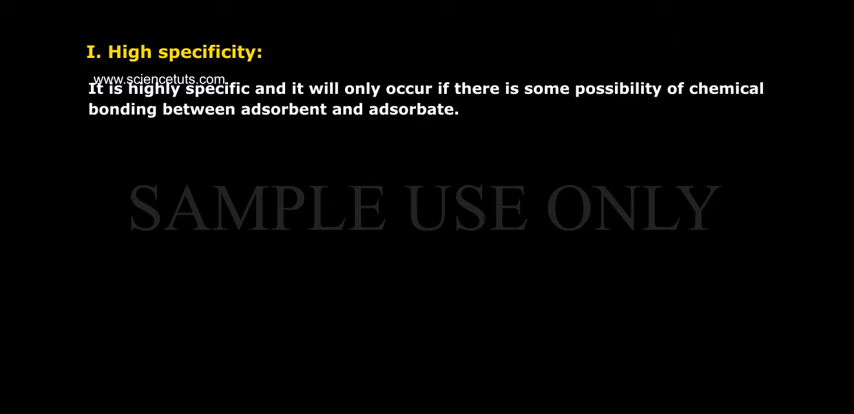 I. High specificity:
www.sciencetuts.com
It is highly specific and it will only occur if there is some possibility of chemical
bonding between adsorbent and adsorbate.
SAMPLE USE ONLY